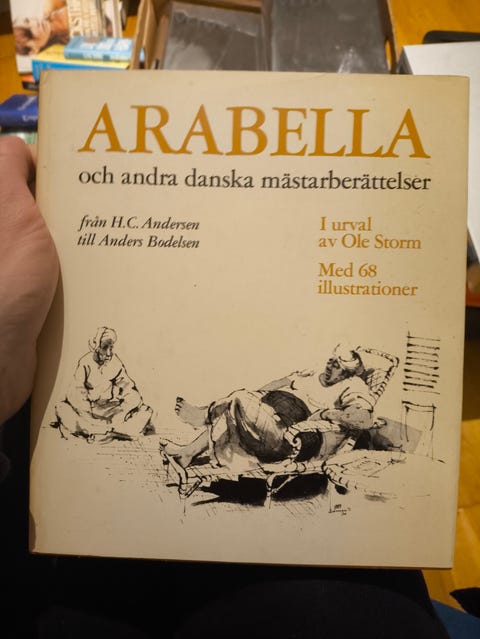 ARABELLA
och andra danska mästarberättelser
från H.C. Andersen
till Anders Bodelsen
I urval
av Ole Storm
Med 68
illustrationer